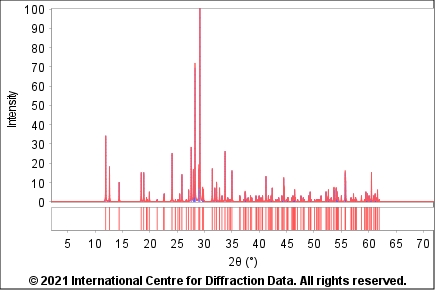 Intensity
100
90
80
70
60
50
40
30
20
10
0
5 10 15 20 25 30 35 40 45 50 55 60 65 70
2θ (°)
© 2021 International Centre for Diffraction Data. All rights reserved.